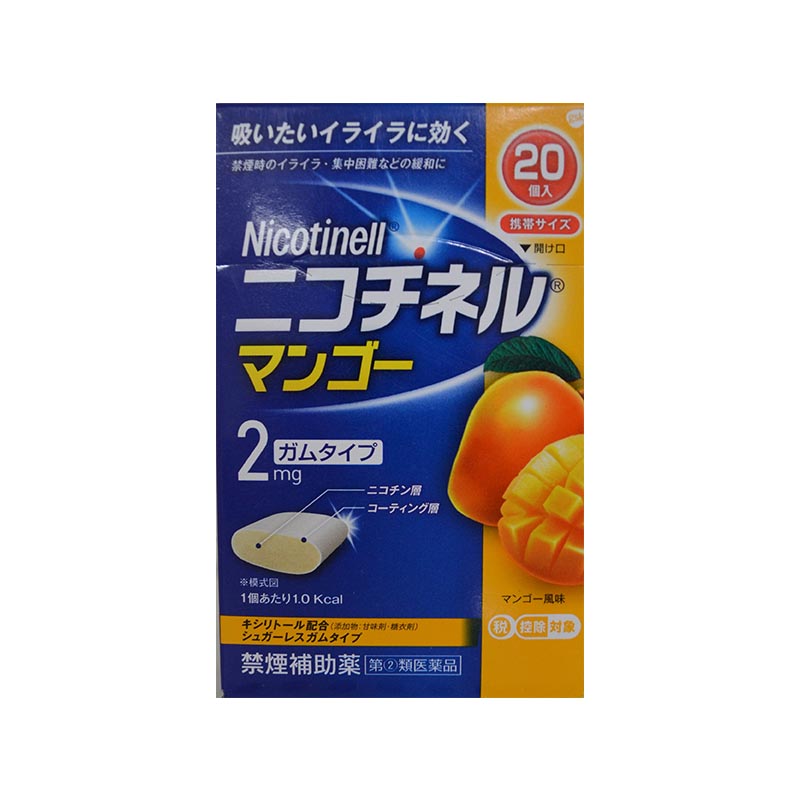 吸いたいイライラに効く
禁煙時のイライラ・集中困難などの緩和に
20
個入
携帯サイズ
▼開け口
Nicotinell®
ニコチネル®
マンゴー
2mg
ガムタイプ
ニコチン層
コーティング層
※模式図
1個あたり1.0 Kcal
マンゴー風味
キシリトール配合(添加物:甘味剤・糖衣剤)
シュガーレスガムタイプ
税 控除 対象
禁煙補助薬 第②類医薬品